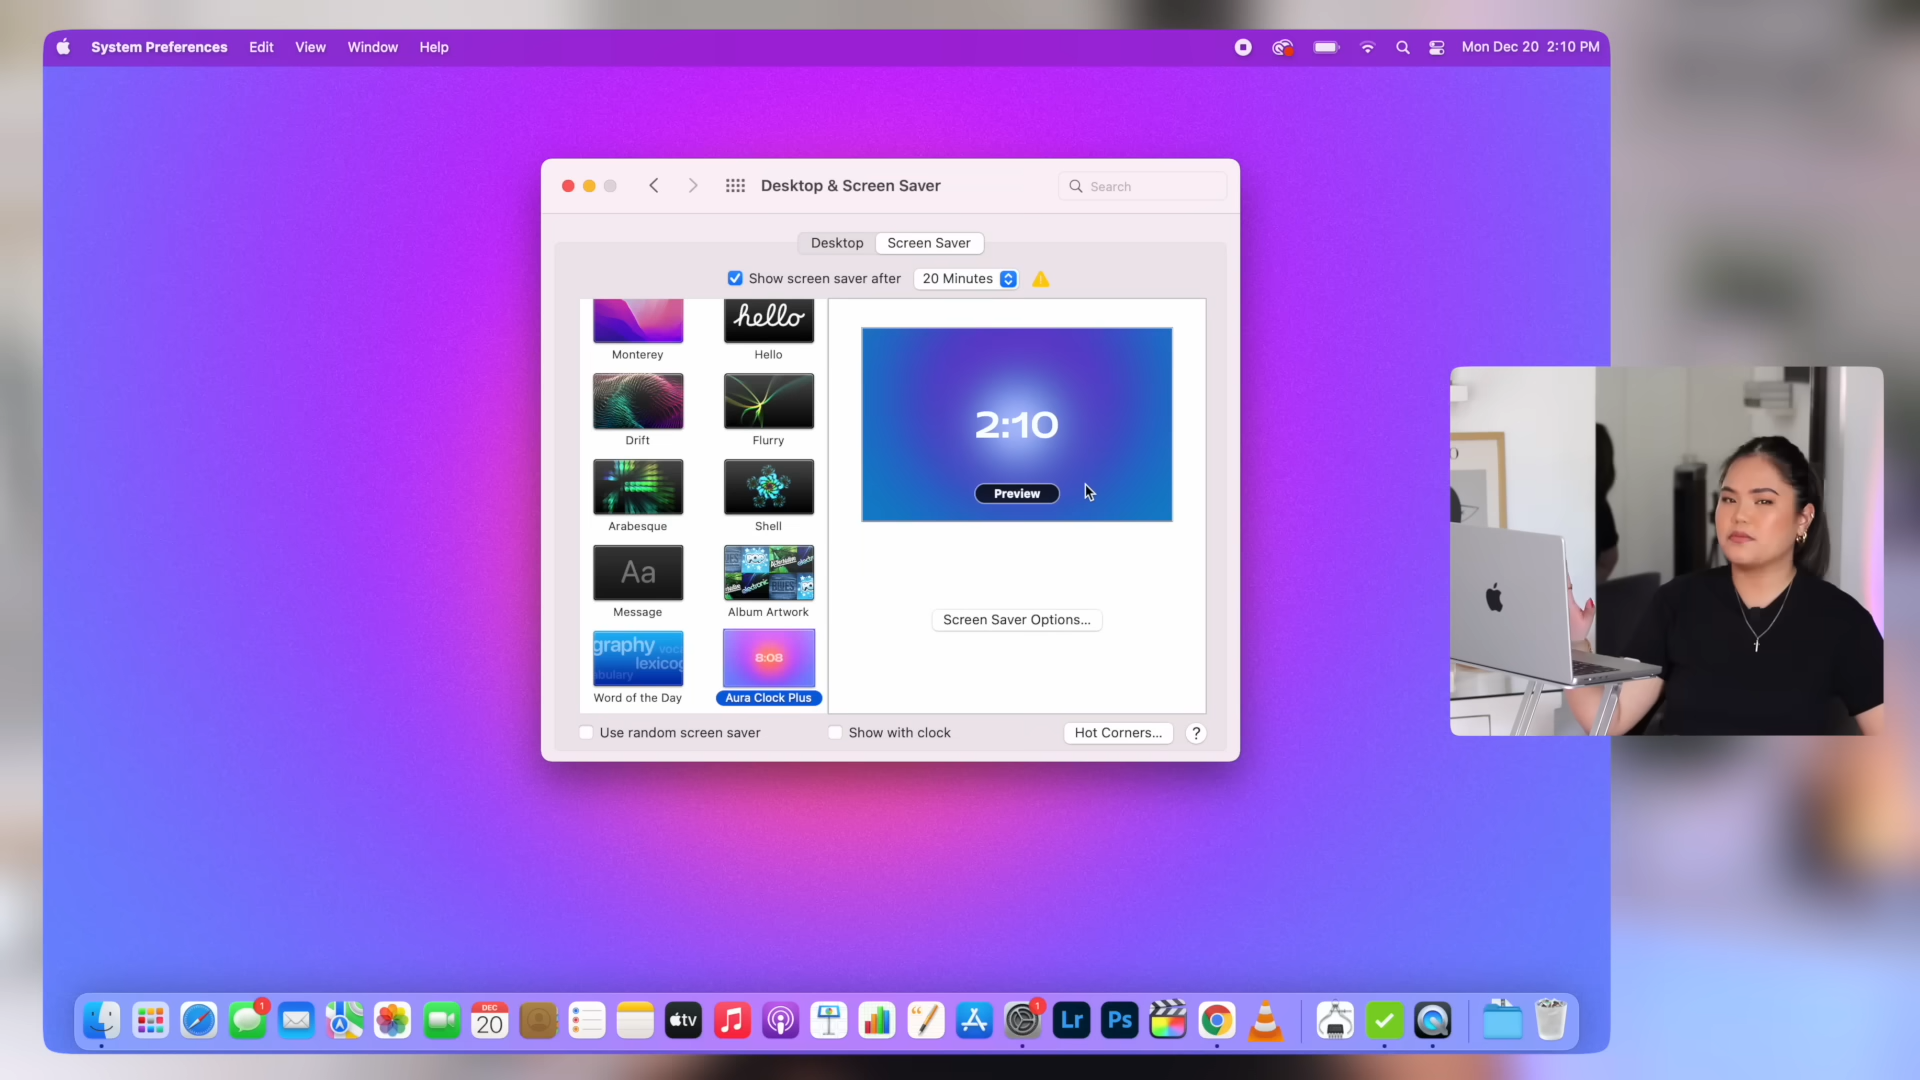 System Preferences Edit View Window Help
Mon Dec 20 2:10 PM
Desktop & Screen Saver
Search
Desktop
Screen Saver
Show screen saver after
20 Minutes
hello
Monterey
Hello
Drift
Flurry
Arabesque
Shell
Aa
Message
Album Artwork
graphy
lexico
Word of the Day
8:08
Aura Clock Plus
2:10
Preview
Screen Saver Options...
Use random screen saver
Show with clock
Hot Corners...
?
1
DEC
20
tv
1
Lr
Ps